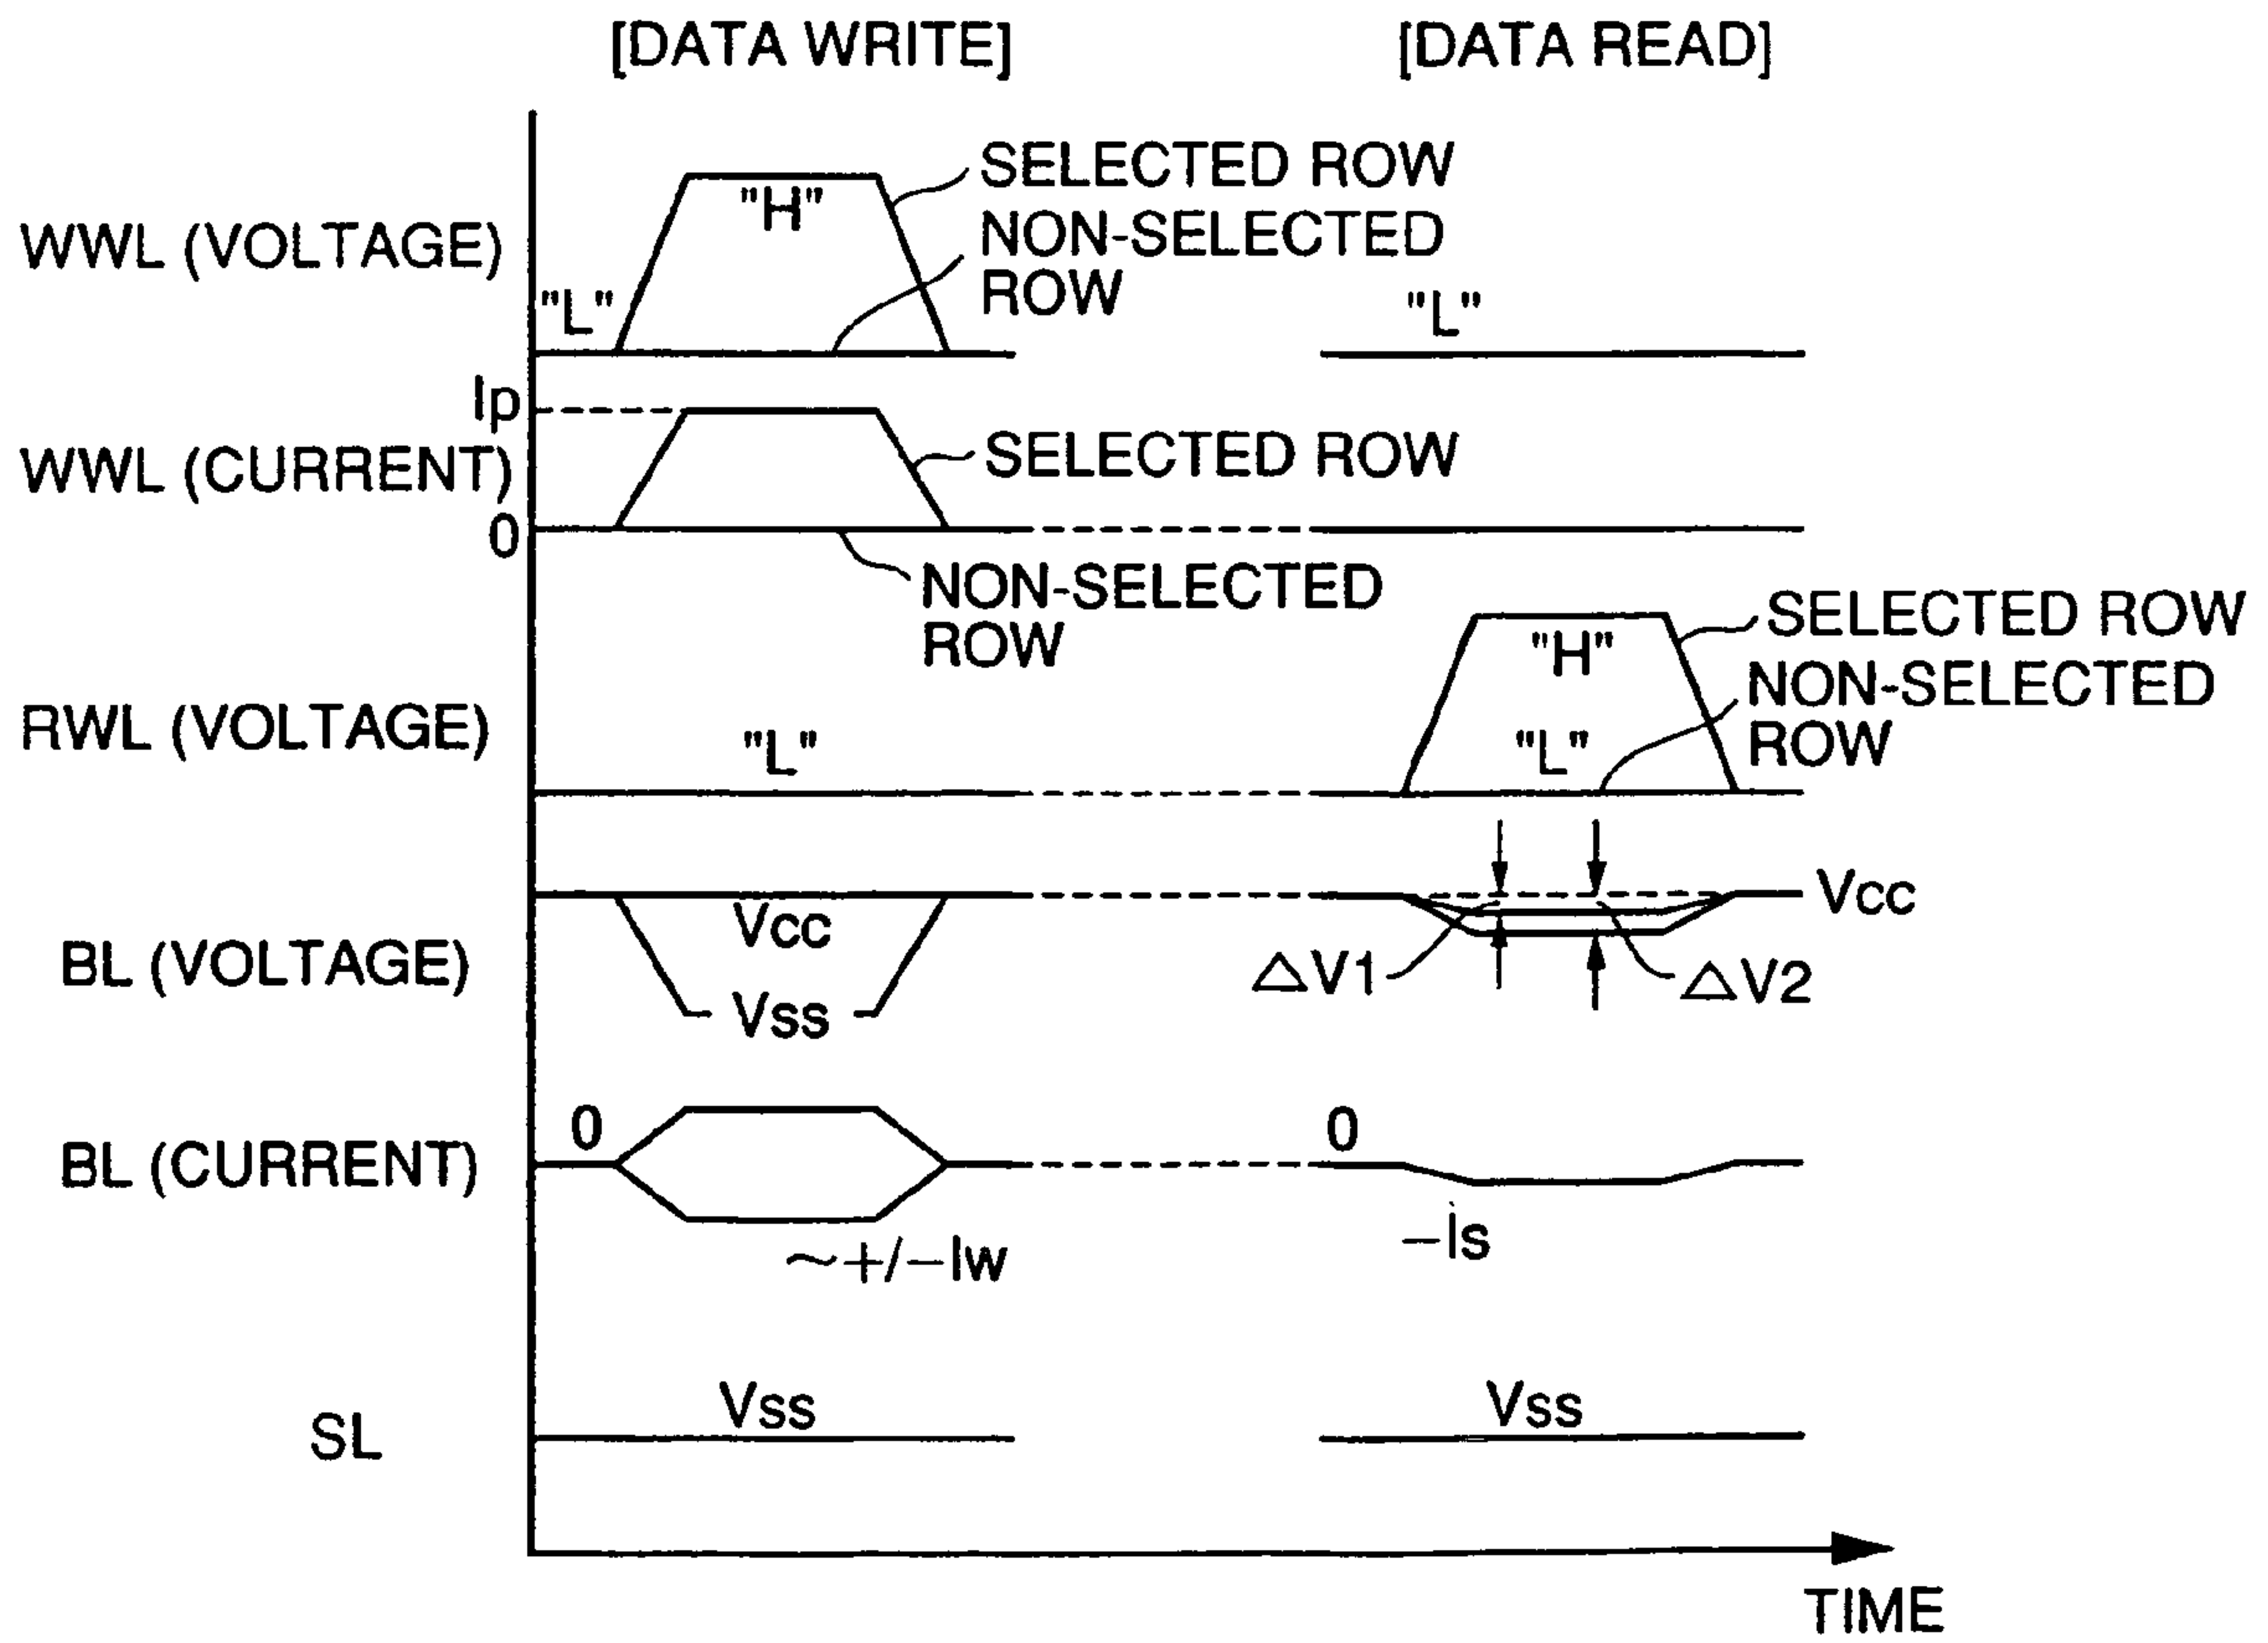 [DATA WRITE] [DATA READ]
SELECTED ROW
"H"
NON-SELECTED
ROW
WWL (VOLTAGE)
"L" "L"
Ip
WWL (CURRENT) SELECTED ROW
0
NON-SELECTED
ROW
SELECTED ROW
"H"
NON-SELECTED
ROW
RWL (VOLTAGE) "L" "L"
Vcc Vcc
BL (VOLTAGE)
△V1 △V2
Vss
0 0
BL (CURRENT)
~+/−Iw −Is
Vss Vss
SL
TIME